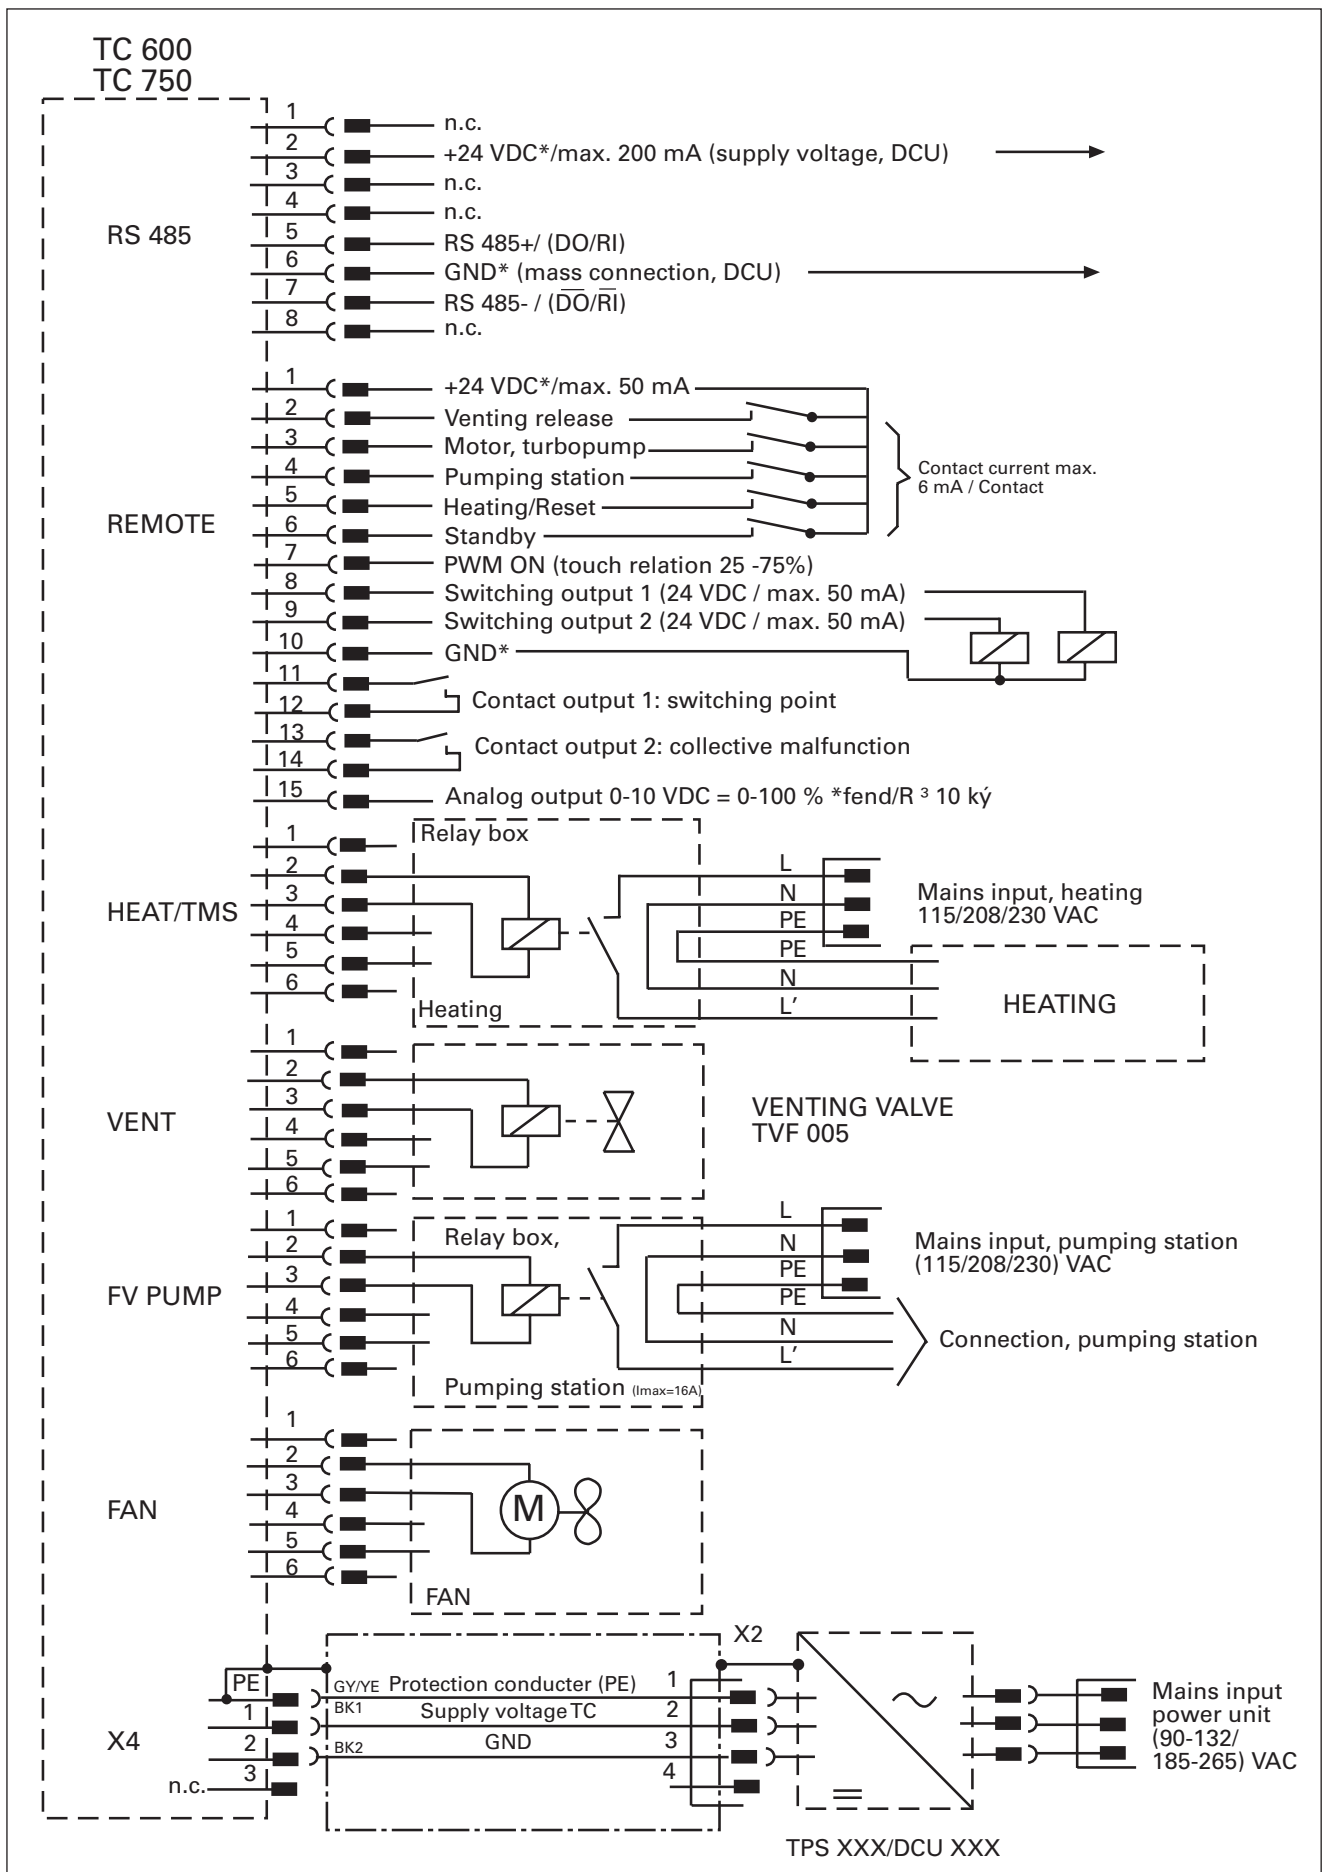 TC 600
TC 750
RS 485
1 n.c.
2 +24 VDC*/max. 200 mA (supply voltage, DCU)
3 n.c.
4 n.c.
5 RS 485+/ (DO/RI)
6 GND* (mass connection, DCU)
7 RS 485- / (D̅O̅/R̅I̅)
8 n.c.
REMOTE
1 +24 VDC*/max. 50 mA
2 Venting release
3 Motor, turbopump
4 Pumping station
5 Heating/Reset
6 Standby
Contact current max.
6 mA / Contact
7 PWM ON (touch relation 25 -75%)
8 Switching output 1 (24 VDC / max. 50 mA)
9 Switching output 2 (24 VDC / max. 50 mA)
10 GND*
11
12
Contact output 1: switching point
13
14
Contact output 2: collective malfunction
15 Analog output 0-10 VDC = 0-100 % *fend/R ³ 10 ký
HEAT/TMS
1
2
3
4
5
6
Relay box
Heating
L
N
PE
PE
N
L′
Mains input, heating
115/208/230 VAC
HEATING
VENT
1
2
3
4
5
6
VENTING VALVE
TVF 005
FV PUMP
1
2
3
4
5
6
Relay box,
Pumping station (Imax=16A)
L
N
PE
PE
N
L′
Mains input, pumping station
(115/208/230) VAC
Connection, pumping station
FAN
1
2
3
4
5
6
M
FAN
X4
PE
1
2
3
n.c.
GY/YE Protection conducter (PE) 1
BK1 Supply voltage TC 2
BK2 GND 3
4
X2
TPS XXX/DCU XXX
Mains input
power unit
(90-132/
185-265) VAC